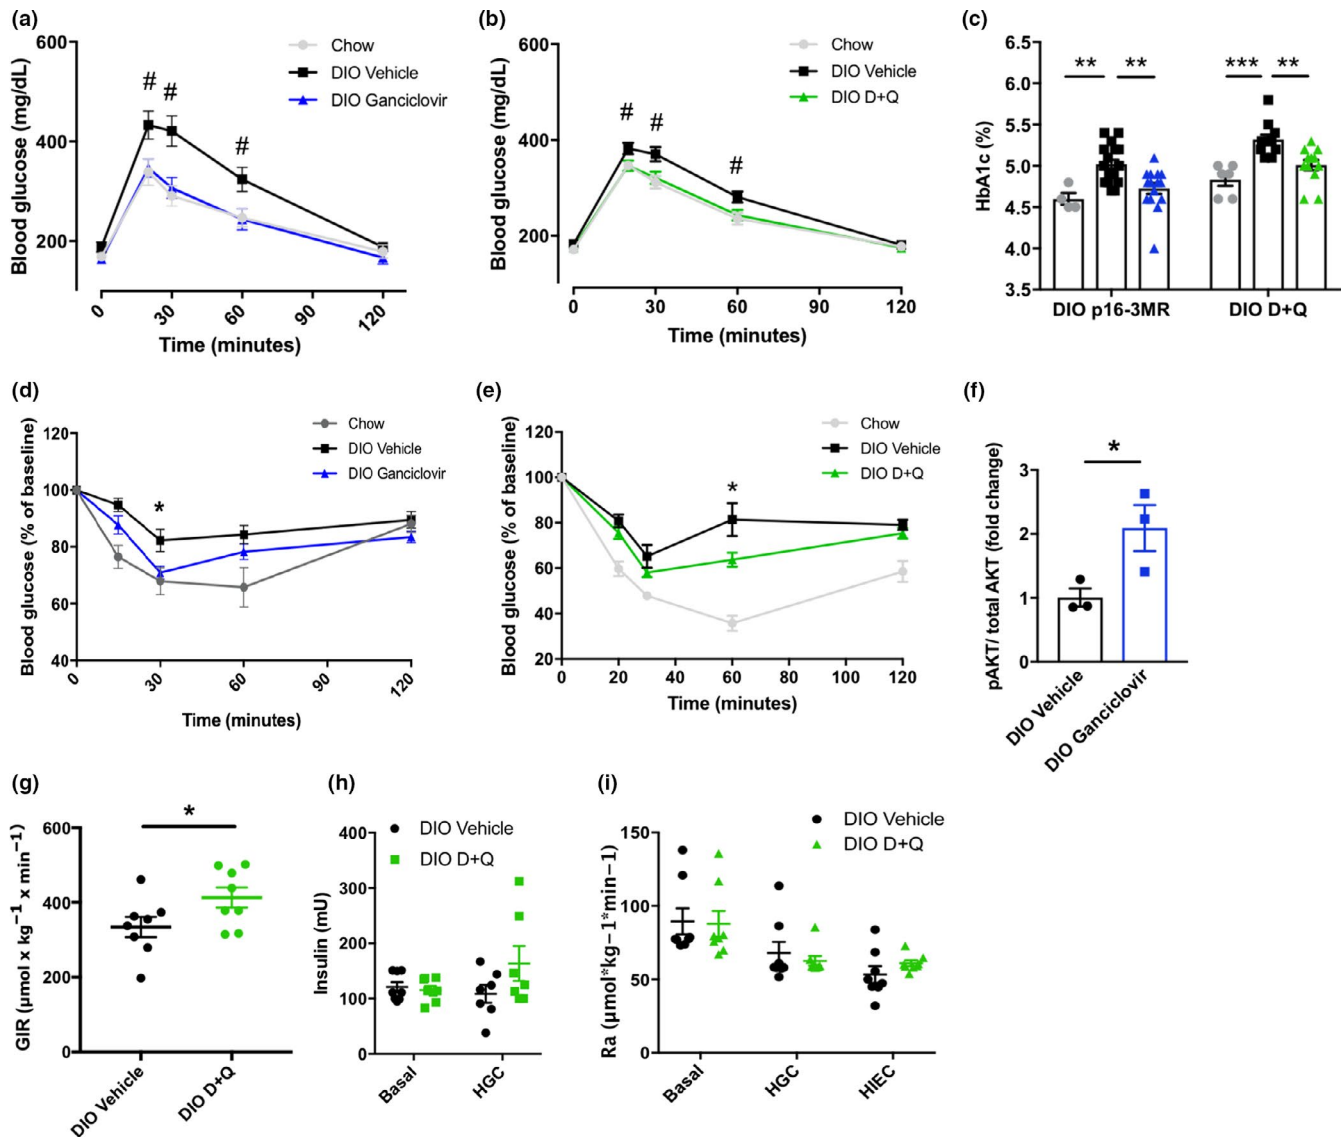 (a)
600
400
200
Blood glucose (mg/dL)
# # #
Chow
DIO Vehicle
DIO Ganciclovir
0 30 60 90 120
Time (minutes)
(b)
600
400
200
Blood glucose (mg/dL)
# # #
Chow
DIO Vehicle
DIO D+Q
0 30 60 90 120
Time (minutes)
(c)
6.5
6.0
5.5
5.0
4.5
4.0
3.5
HbA1c (%)
** ** *** **
DIO p16-3MR DIO D+Q
(d)
120
100
80
60
40
Blood glucose (% of baseline)
*
Chow
DIO Vehicle
DIO Ganciclovir
0 30 60 90 120
Time (minutes)
(e)
120
100
80
60
40
20
Blood glucose (% of baseline)
*
Chow
DIO Vehicle
DIO D+Q
0 30 60 90 120
Time (minutes)
(f)
3
2
1
0
pAKT/ total AKT (fold change)
*
DIO Vehicle
DIO Ganciclovir
(g)
600
400
200
0
GIR (μmol x kg−1 x min−1)
*
DIO Vehicle
DIO D+Q
(h)
400
300
200
100
0
Insulin (mU)
DIO Vehicle
DIO D+Q
Basal
HGC
(i)
150
100
50
0
Ra (μmol*kg−1*min−1)
DIO Vehicle
DIO D+Q
Basal
HGC
HIEC